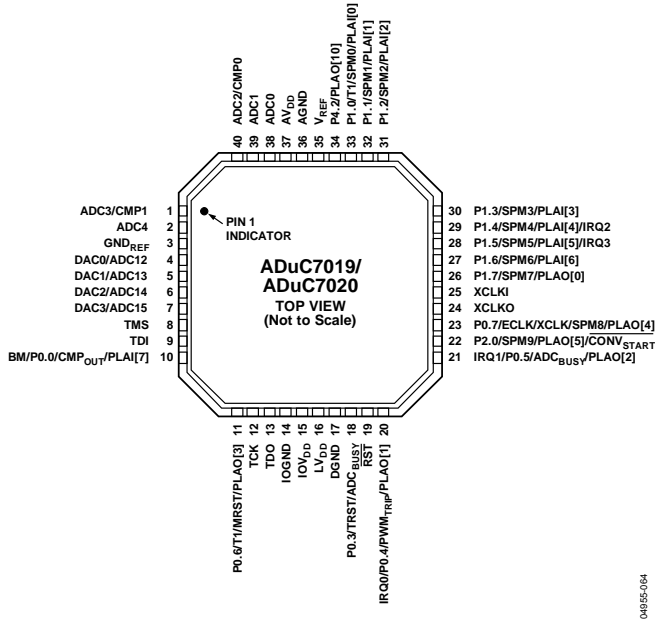 ADC2/CMP0
ADC1
ADC0
AVDD
AGND
VREF
P4.2/PLAO[10]
P1.0/T1/SPM0/PLAI[0]
P1.1/SPM1/PLAI[1]
P1.2/SPM2/PLAI[2]
40
39
38
37
36
35
34
33
32
31
ADC3/CMP1 1
ADC4 2
GNDREF 3
DAC0/ADC12 4
DAC1/ADC13 5
DAC2/ADC14 6
DAC3/ADC15 7
TMS 8
TDI 9
BM/P0.0/CMPOUT/PLAI[7] 10
PIN 1
INDICATOR
ADuC7019/
ADuC7020
TOP VIEW
(Not to Scale)
30 P1.3/SPM3/PLAI[3]
29 P1.4/SPM4/PLAI[4]/IRQ2
28 P1.5/SPM5/PLAI[5]/IRQ3
27 P1.6/SPM6/PLAI[6]
26 P1.7/SPM7/PLAO[0]
25 XCLKI
24 XCLKO
23 P0.7/ECLK/XCLK/SPM8/PLAO[4]
22 P2.0/SPM9/PLAO[5]/CONVSTART
21 IRQ1/P0.5/ADCBUSY/PLAO[2]
11
12
13
14
15
16
17
18
19
20
P0.6/T1/MRST/PLAO[3]
TCK
TDO
IOGND
IOVDD
LVDD
DGND
P0.3/TRST/ADCBUSY
RST
IRQ0/P0.4/PWMTRIP/PLAO[1]
04955-064